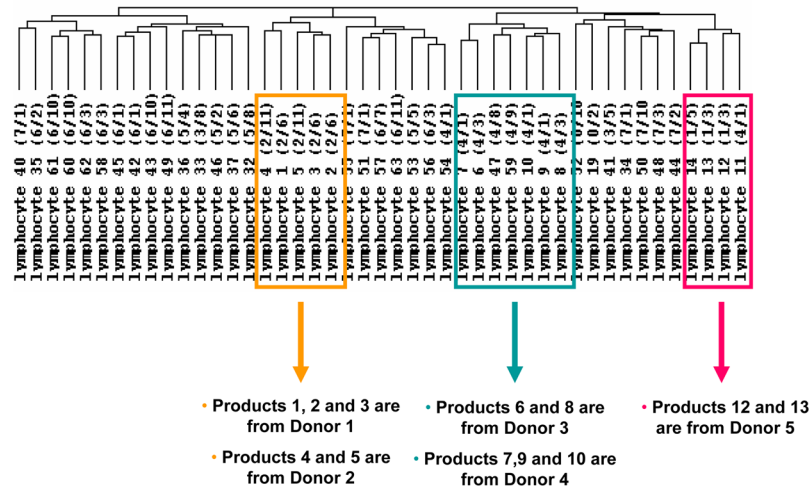 lymphocyte 40 (7/1)
lymphocyte 35 (6/2)
lymphocyte 61 (6/10)
lymphocyte 60 (6/10)
lymphocyte 62 (6/3)
lymphocyte 58 (6/3)
lymphocyte 45 (6/1)
lymphocyte 42 (6/1)
lymphocyte 43 (6/10)
lymphocyte 49 (6/11)
lymphocyte 36 (5/4)
lymphocyte 33 (3/8)
lymphocyte 46 (5/2)
lymphocyte 37 (5/6)
lymphocyte 32 (5/8)
lymphocyte 4 (2/11)
lymphocyte 1 (2/6)
lymphocyte 5 (2/11)
lymphocyte 3 (2/6)
lymphocyte 2 (2/6)
lymphocyte
lymphocyte 51 (7/1)
lymphocyte 57 (6/7)
lymphocyte 63 (6/11)
lymphocyte 53 (5/5)
lymphocyte 56 (6/3)
lymphocyte 54 (4/1)
lymphocyte 7 (4/1)
lymphocyte 6 (4/3)
lymphocyte 47 (4/8)
lymphocyte 59 (4/9)
lymphocyte 10 (4/1)
lymphocyte 9 (4/1)
lymphocyte 8 (4/3)
lymphocyte
lymphocyte 19 (0/2)
lymphocyte 41 (3/5)
lymphocyte 34 (7/1)
lymphocyte 50 (7/10
lymphocyte 48 (7/3)
lymphocyte 44 (7/2)
lymphocyte 14 (1/5)
lymphocyte 13 (1/3)
lymphocyte 12 (1/3)
lymphocyte 11 (4/1)
• Products 1, 2 and 3 are
from Donor 1
• Products 4 and 5 are
from Donor 2
• Products 6 and 8 are
from Donor 3
• Products 7,9 and 10 are
from Donor 4
• Products 12 and 13
are from Donor 5